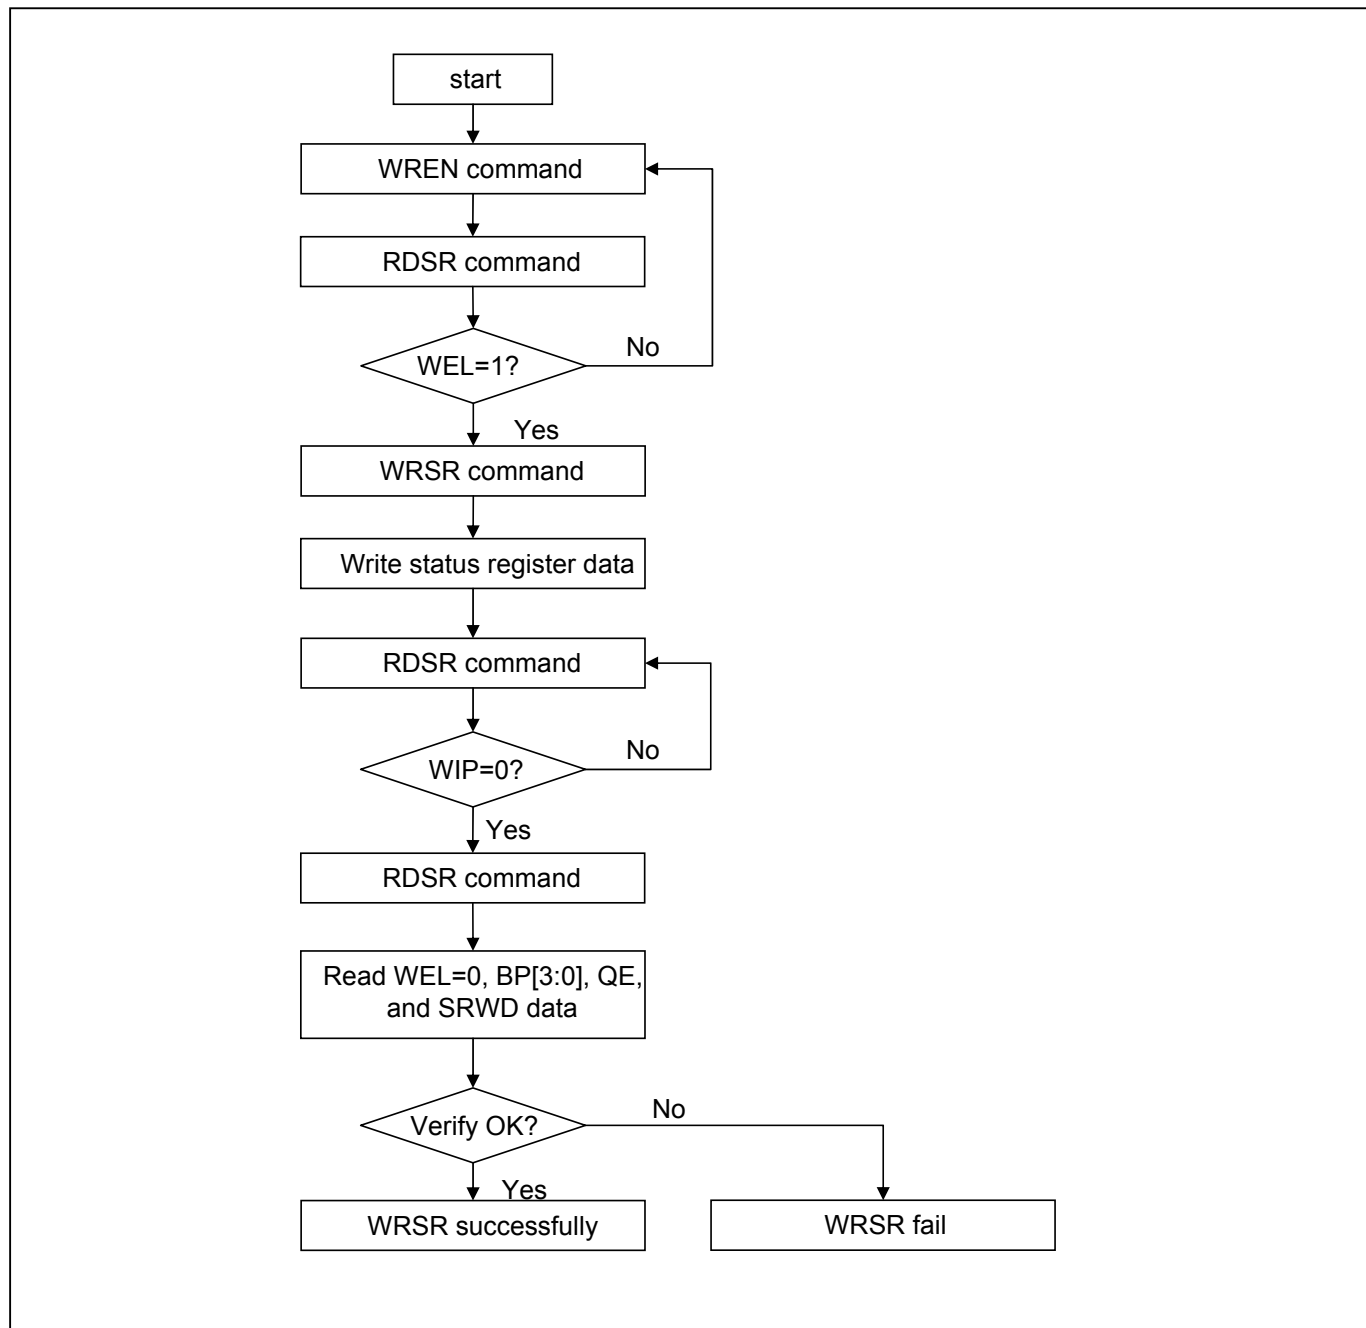 start
WREN command
RDSR command
WEL=1?
No
Yes
WRSR command
Write status register data
RDSR command
WIP=0?
No
Yes
RDSR command
Read WEL=0, BP[3:0], QE,
and SRWD data
Verify OK?
No
Yes
WRSR successfully
WRSR fail